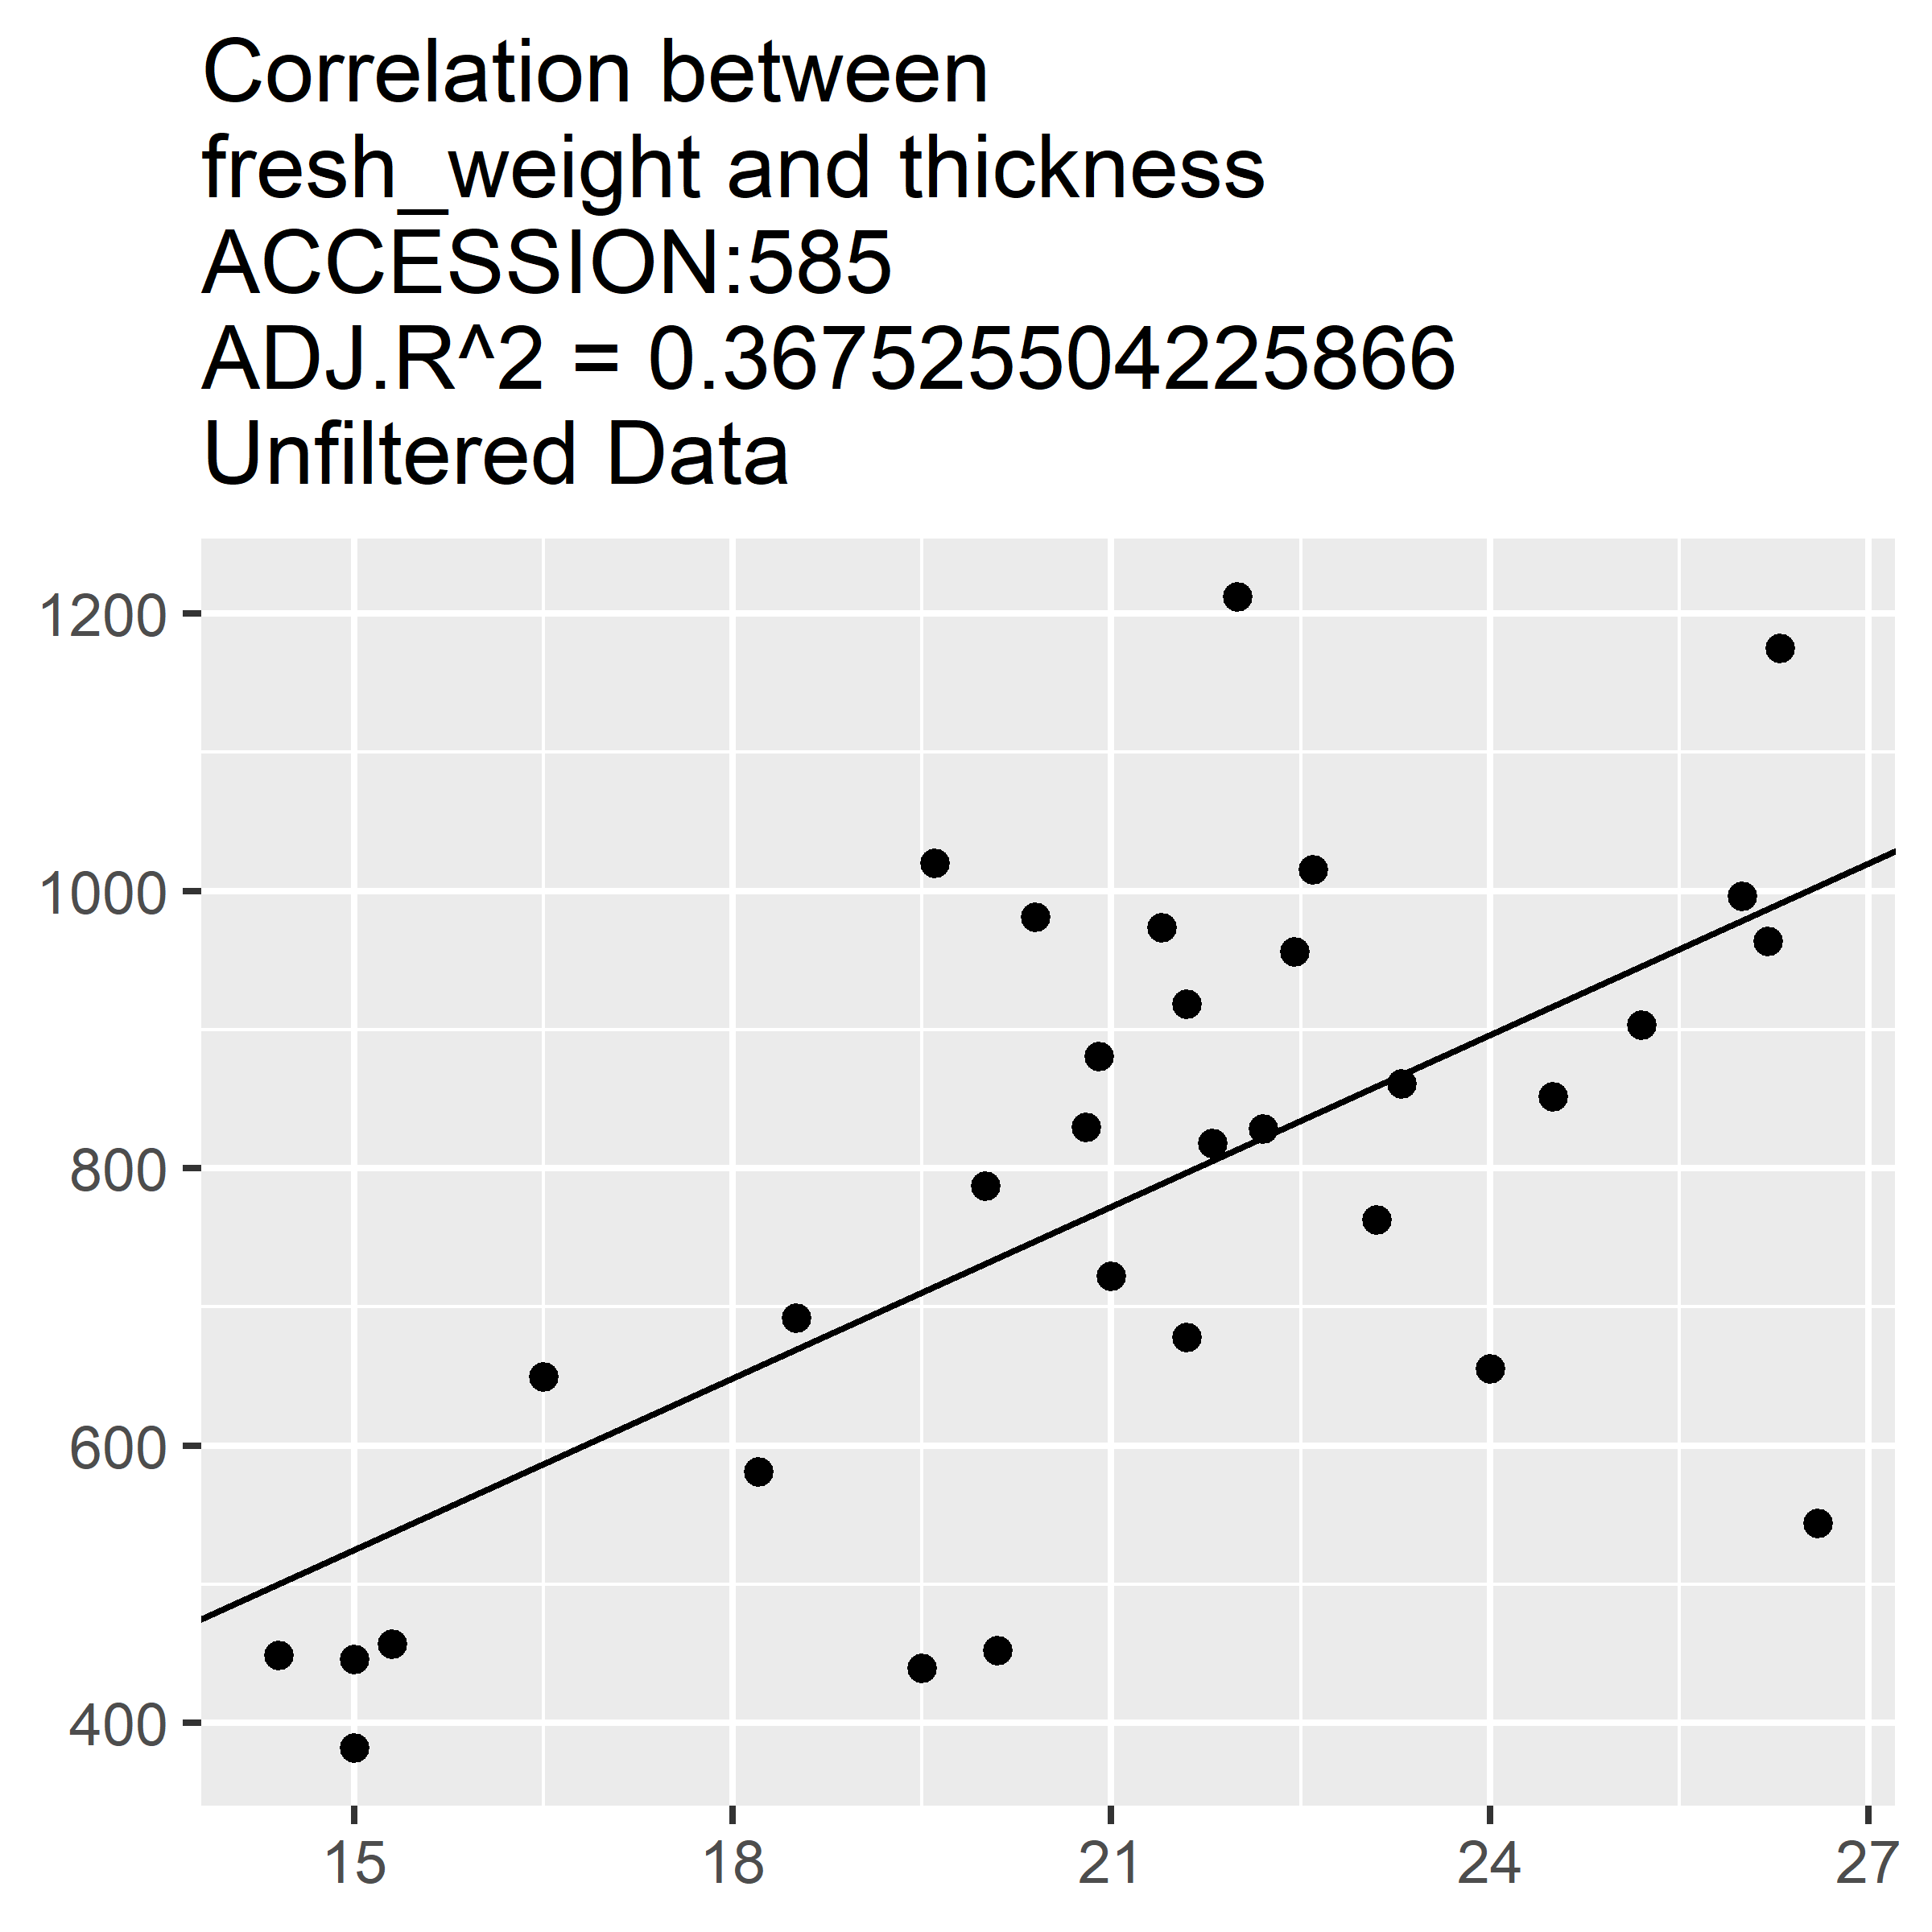 Correlation between
fresh_weight and thickness
ACCESSION:585
ADJ.R^2 = 0.367525504225866
Unfiltered Data
1200
1000
800
600
400
15 18 21 24 27